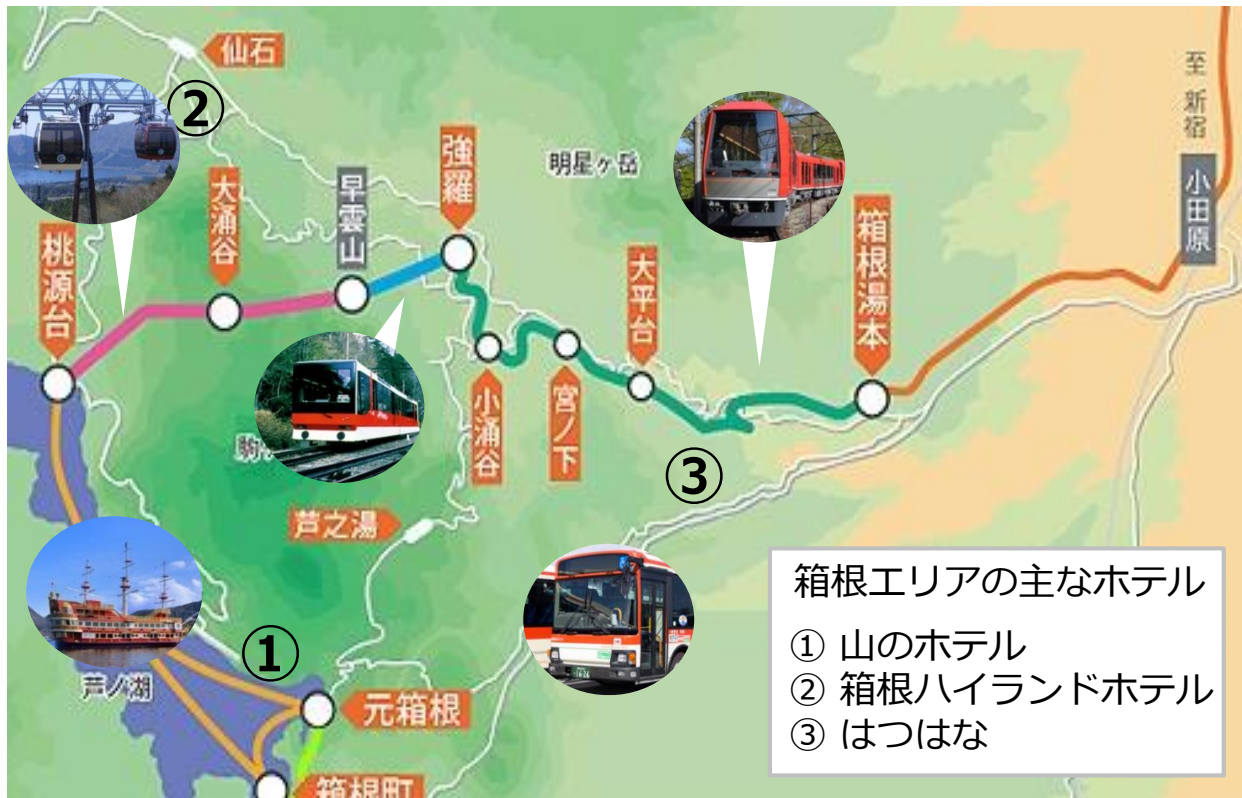 仙石
②
至 新宿
小田原
明星ヶ岳
強羅
早雲山
大涌谷
桃源台
箱根湯本
大平台
宮ノ下
小涌谷
駒
③
芦之湯
①
芦ノ湖
元箱根
箱根町
箱根エリアの主なホテル
① 山のホテル
② 箱根ハイランドホテル
③ はつはな